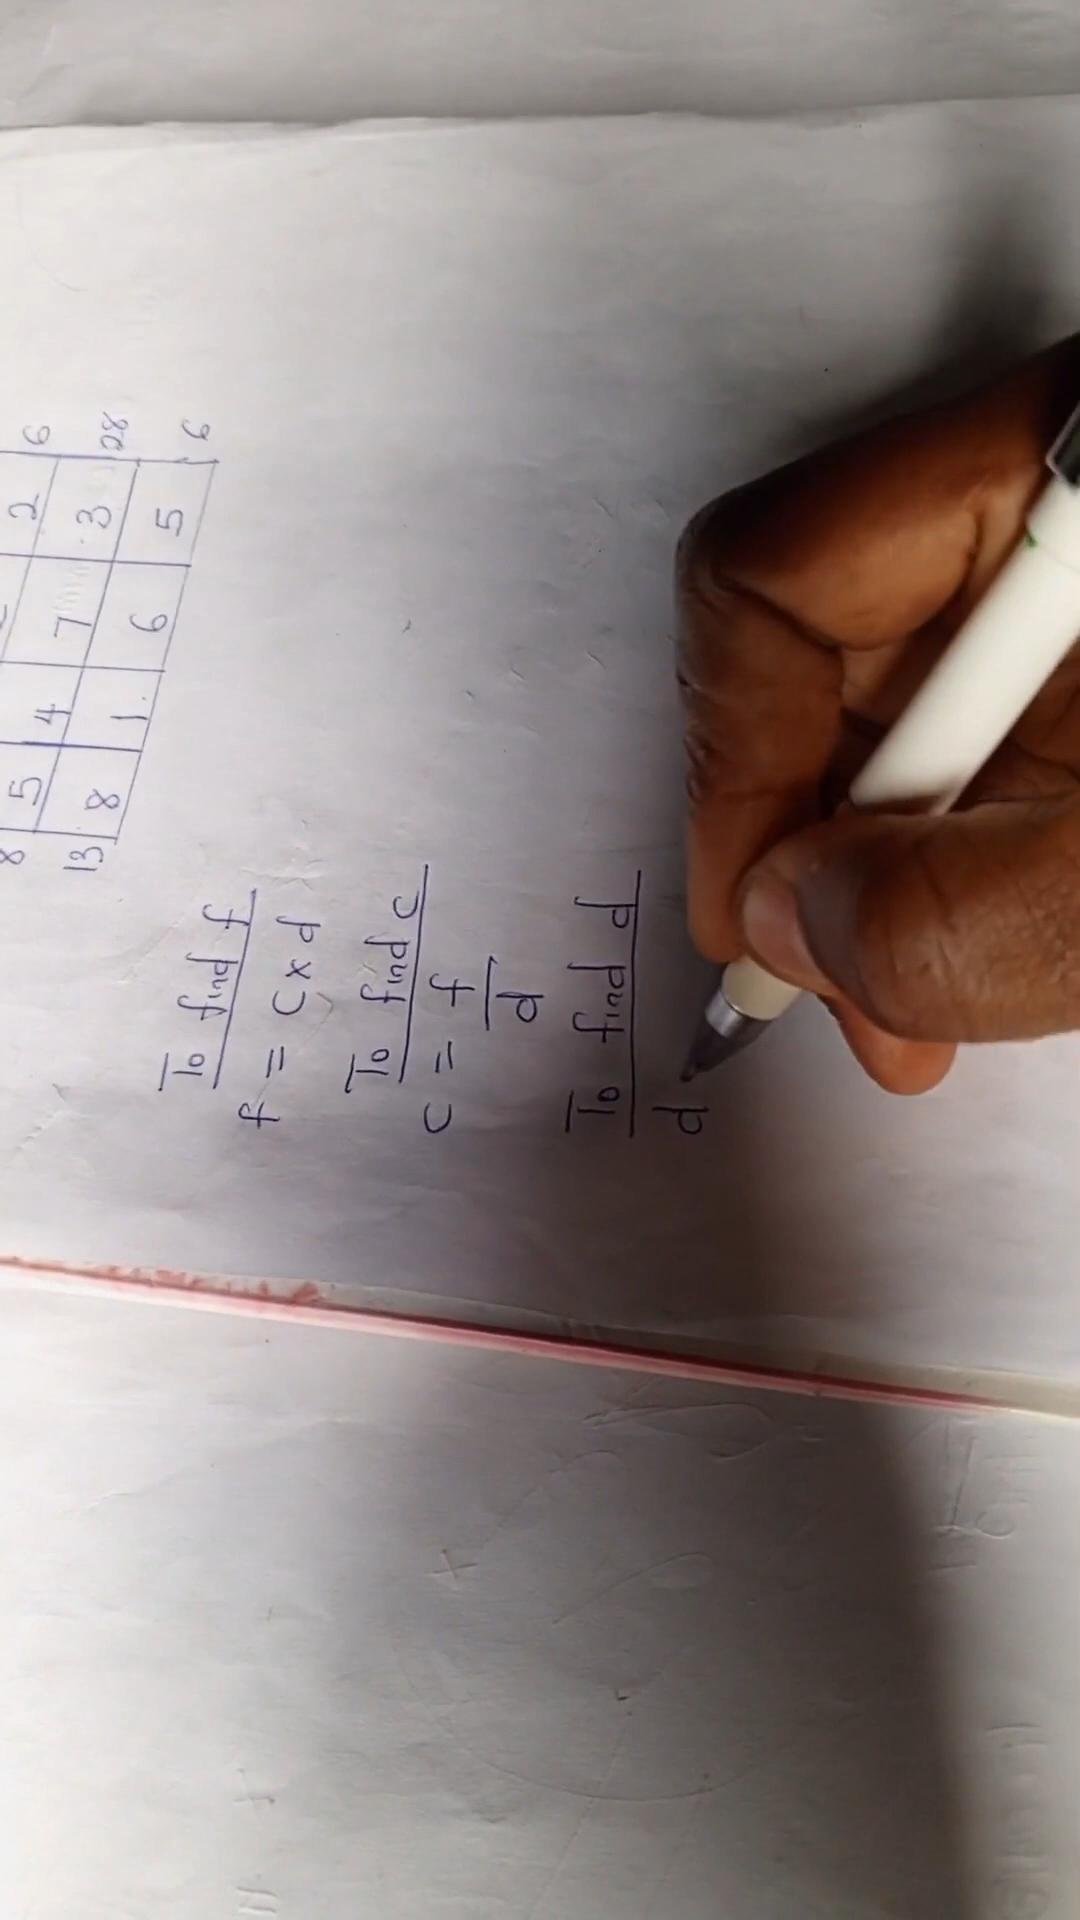 2 6
8 5 4 7 3 28
13 8 1 6 5 6
To find f
f = c x d
To find c
c = f
d
To find d
d